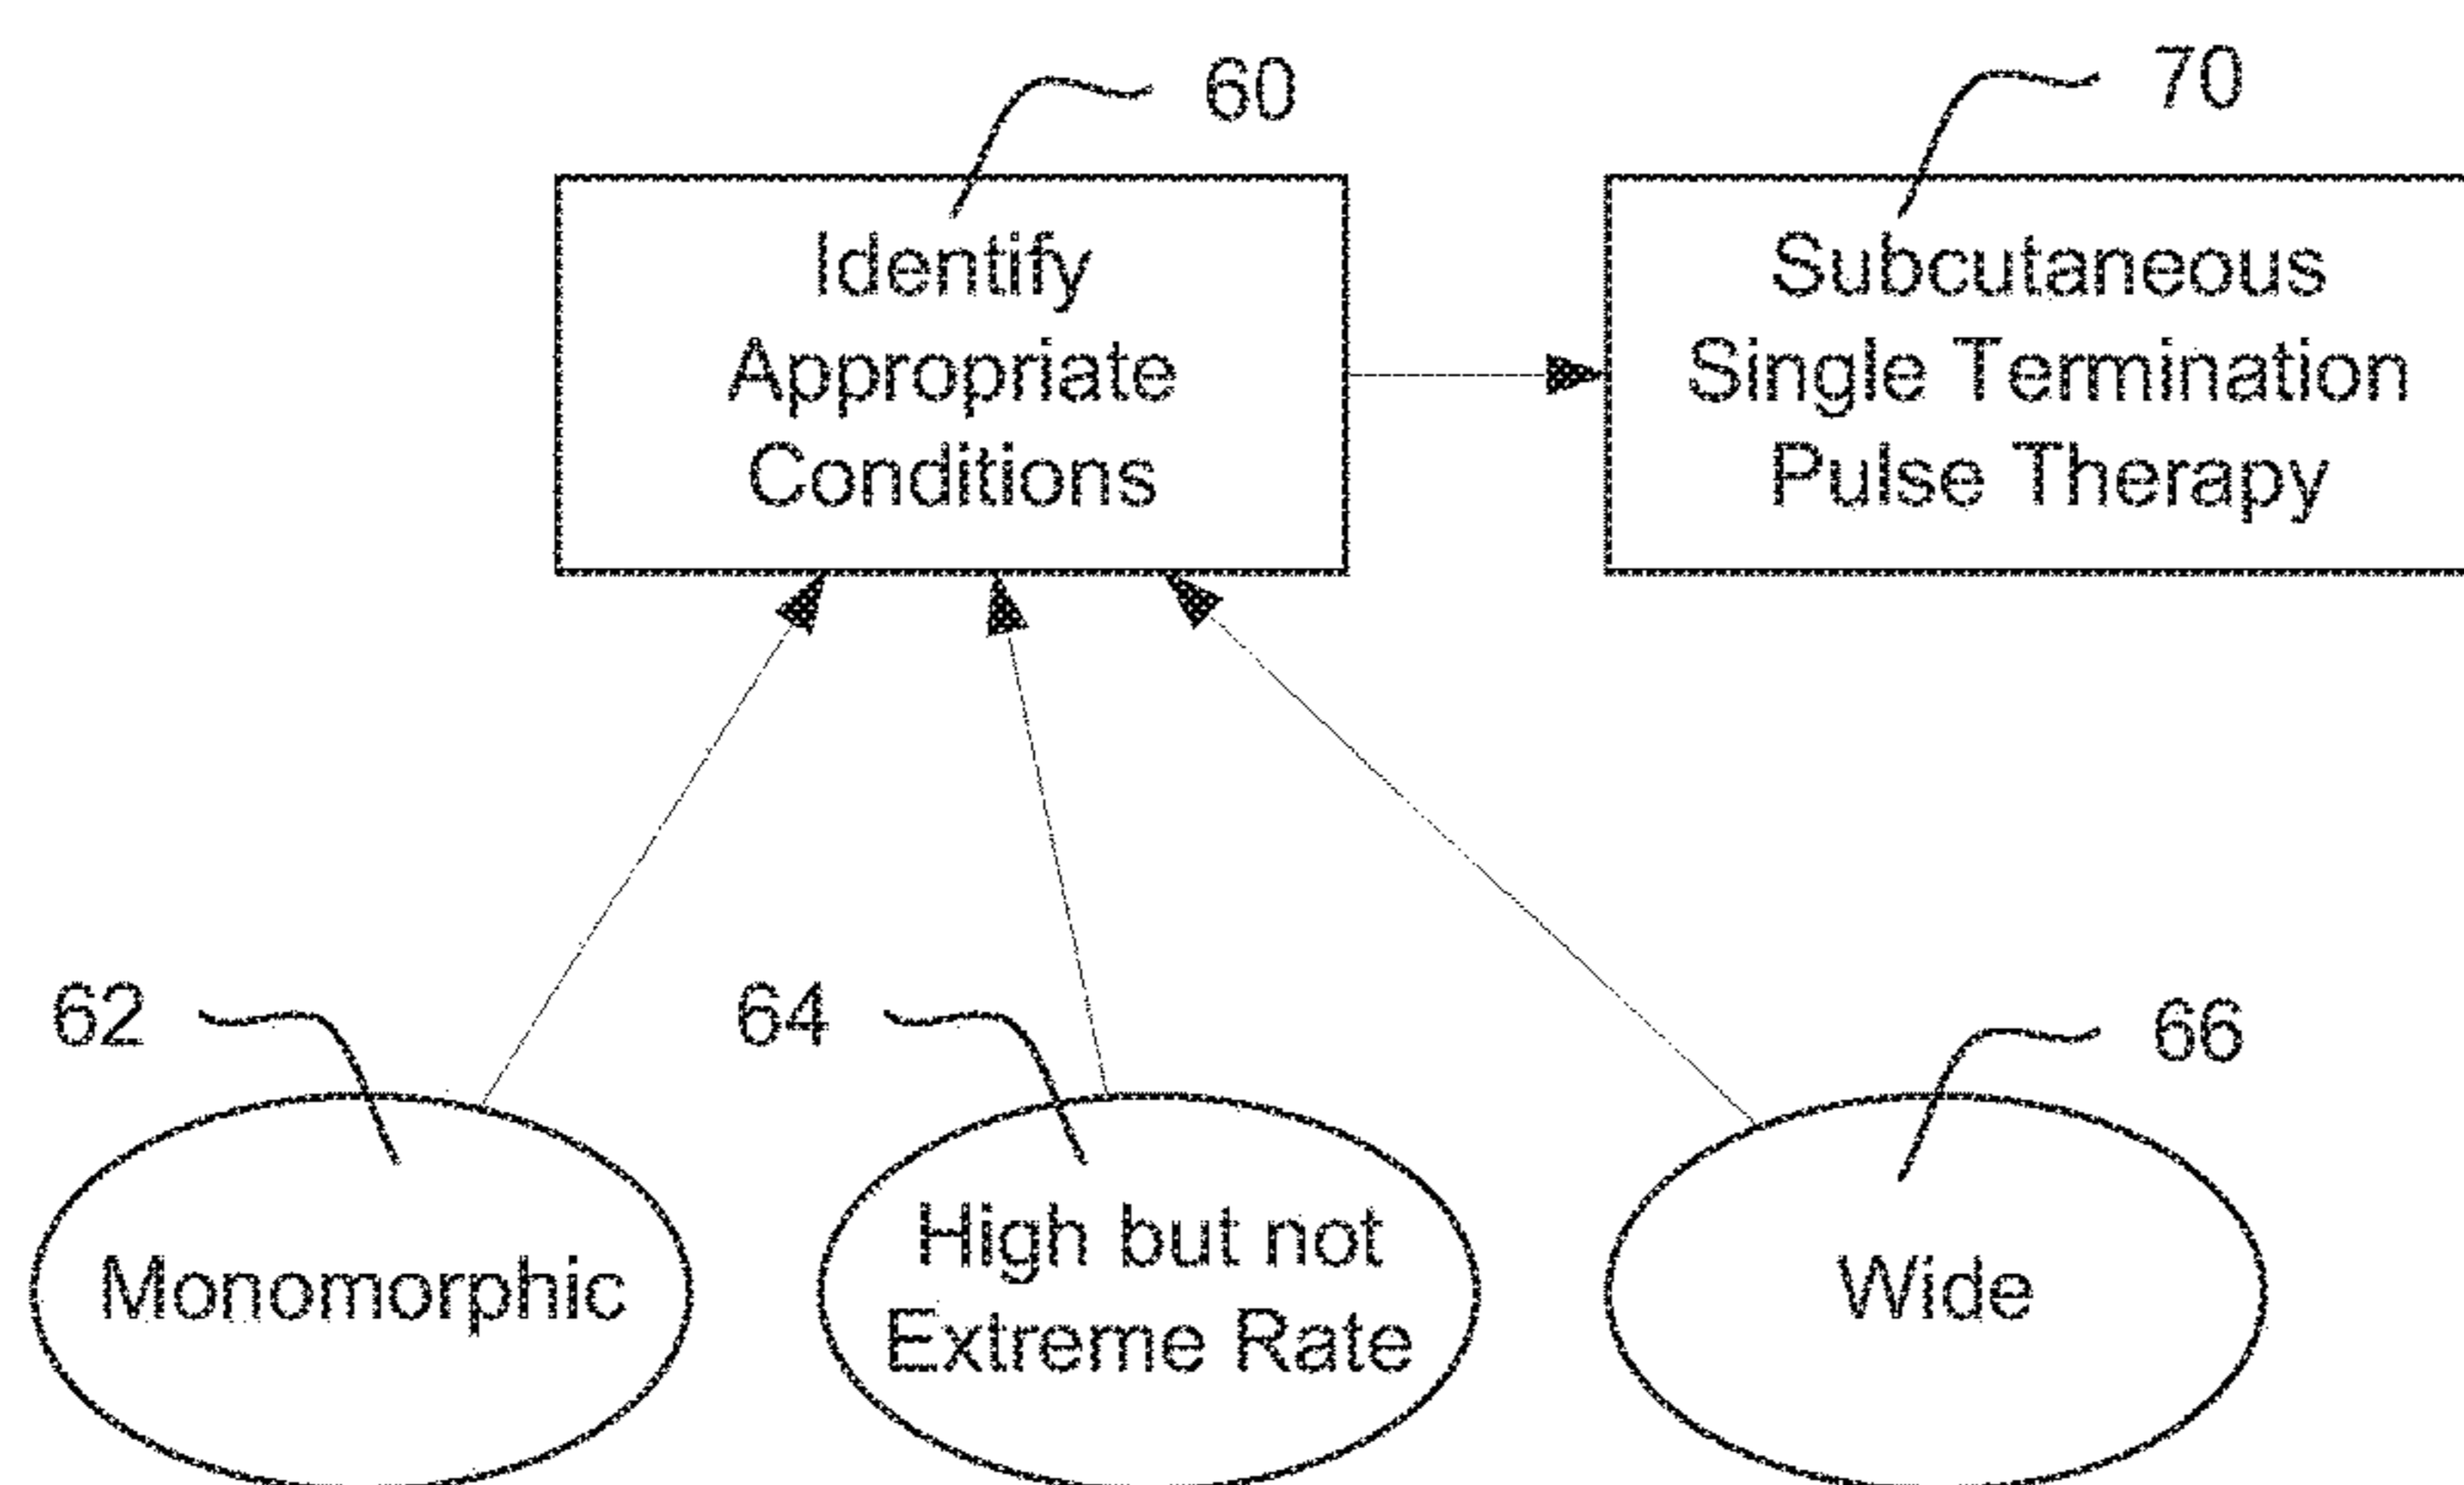 60
70
Identify
Appropriate
Conditions
Subcutaneous
Single Termination
Pulse Therapy
62
64
66
Monomorphic
High but not
Extreme Rate
Wide